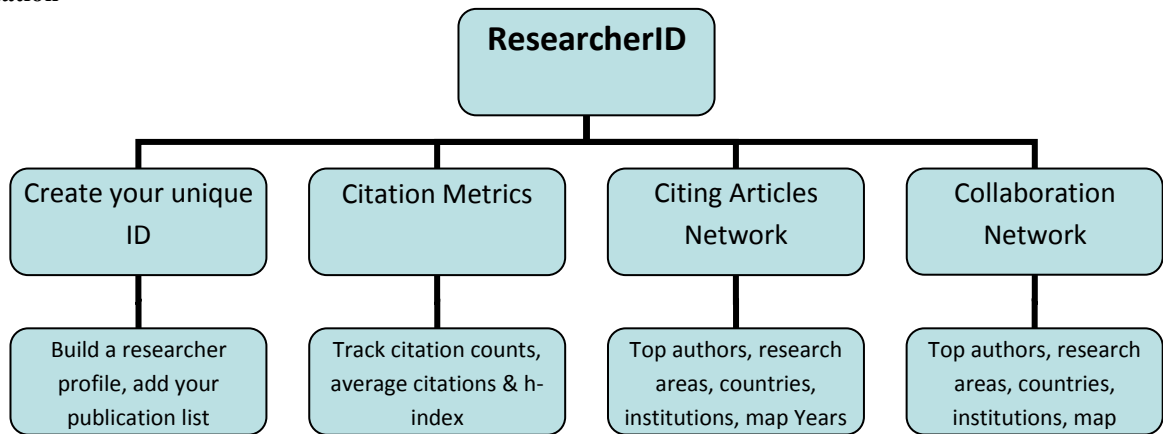 ResearcherID
Create your unique
ID
Citation Metrics
Citing Articles
Network
Collaboration
Network
Build a researcher
profile, add your
publication list
Track citation counts,
average citations & h-
index
Top authors, research
areas, countries,
institutions, map Years
Top authors, research
areas, countries,
institutions, map